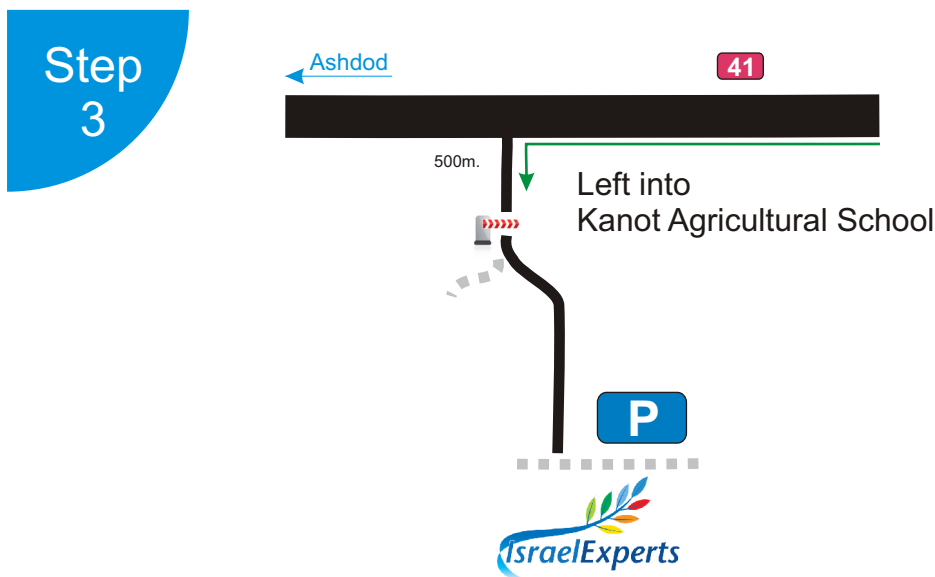 Step
3
Ashdod
41
500m.
Left into
Kanot Agricultural School
P
IsraelExperts